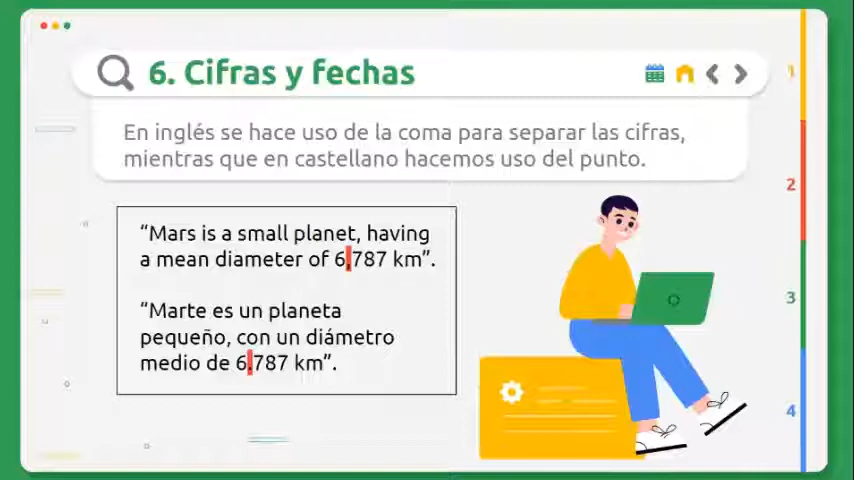 6. Cifras y fechas
En inglés se hace uso de la coma para separar las cifras,
mientras que en castellano hacemos uso del punto.
“Mars is a small planet, having
a mean diameter of 6,787 km”.
“Marte es un planeta
pequeño, con un diámetro
medio de 6.787 km”.
1
2
3
4